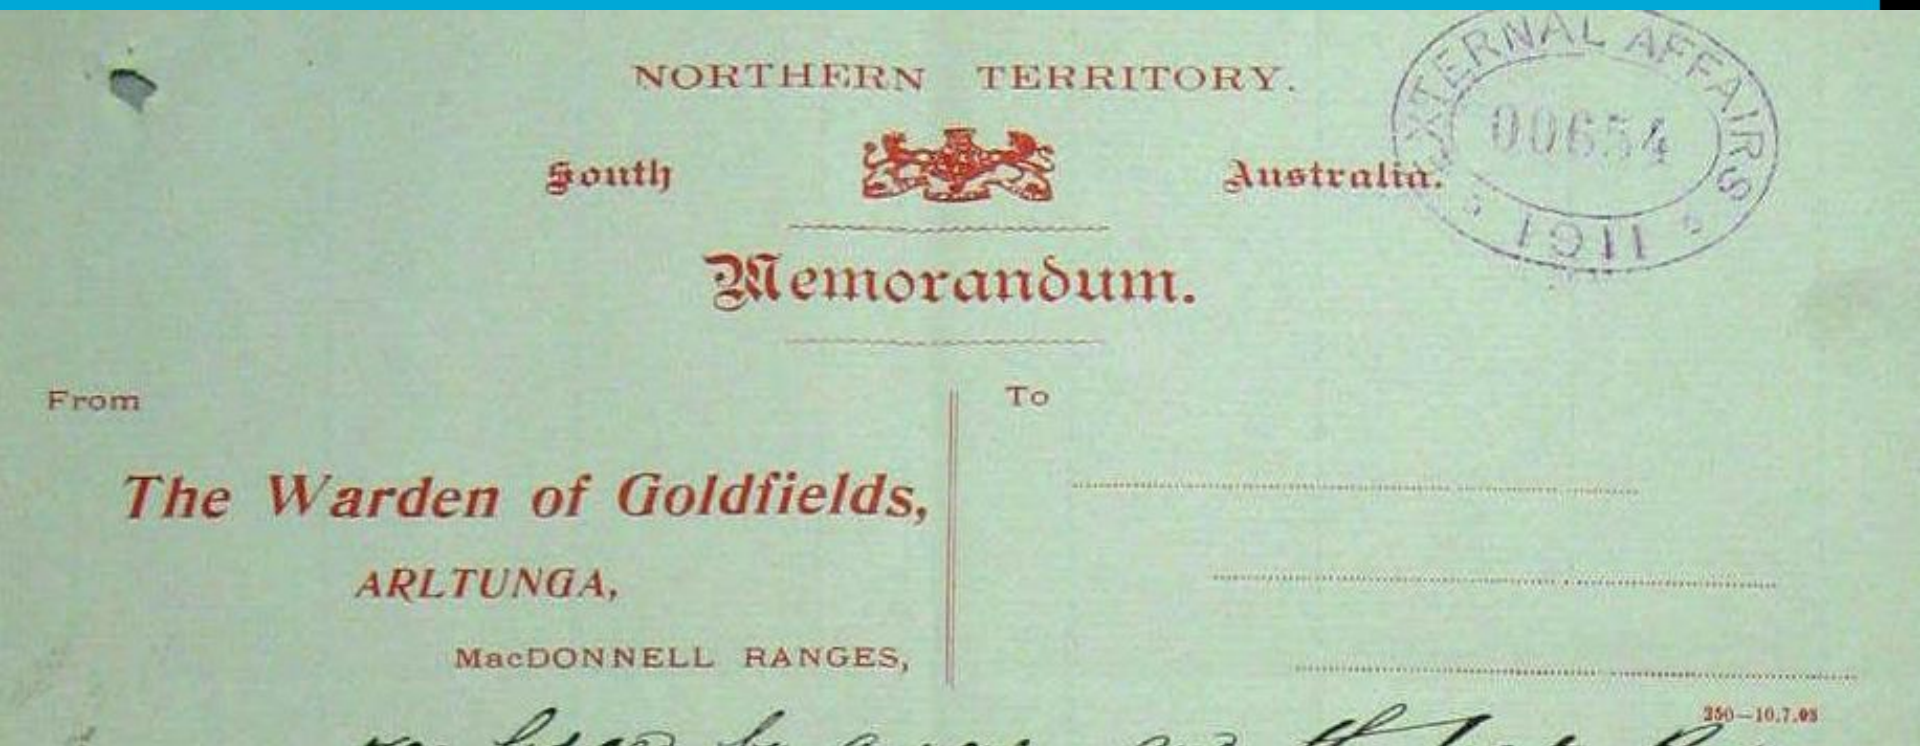 NORTHERN TERRITORY.
South Australia.
EXTERNAL AFFAIRS
00654
1911
Memorandum.
From
To
The Warden of Goldfields,
ARLTUNGA,
MacDONNELL RANGES,
250—10.7.08